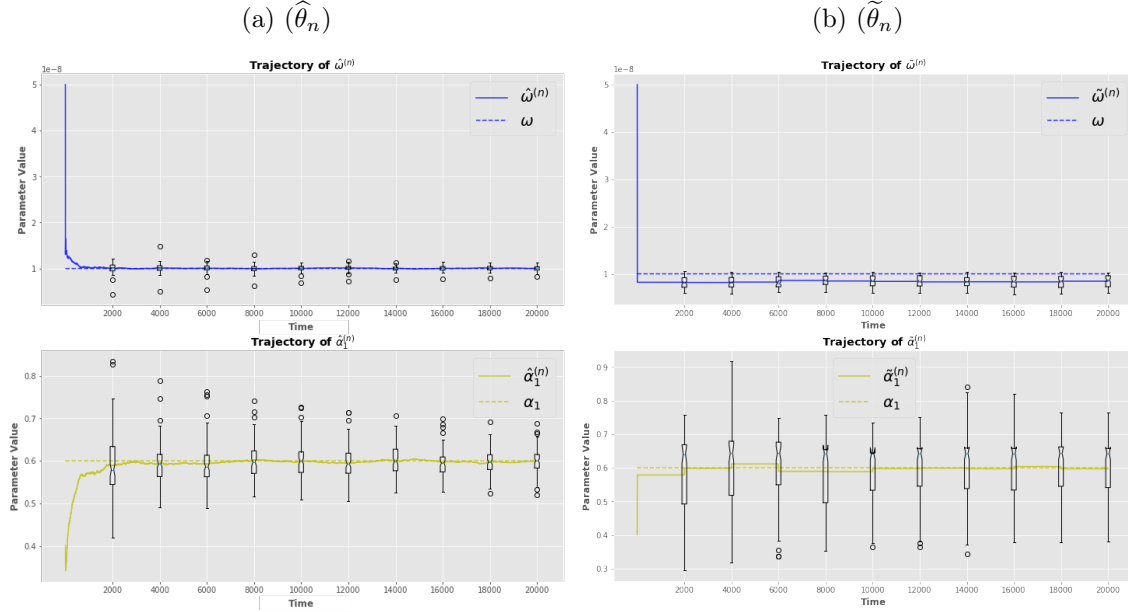 (a) (θ̂ₙ)
(b) (θ̃ₙ)
Trajectory of ω̂⁽ⁿ⁾
1e−8
5
4
3
2
1
Parameter Value
ω̂⁽ⁿ⁾
ω
2000 4000 6000 8000 10000 12000 14000 16000 18000 20000
Time
Trajectory of ω̃⁽ⁿ⁾
1e−8
5
4
3
2
1
Parameter Value
ω̃⁽ⁿ⁾
ω
2000 4000 6000 8000 10000 12000 14000 16000 18000 20000
Time
Trajectory of α̂₁⁽ⁿ⁾
0.8
0.7
0.6
0.5
0.4
Parameter Value
α̂₁⁽ⁿ⁾
α₁
2000 4000 6000 8000 10000 12000 14000 16000 18000 20000
Time
Trajectory of α̃₁⁽ⁿ⁾
0.9
0.8
0.7
0.6
0.5
0.4
0.3
Parameter Value
α̃₁⁽ⁿ⁾
α₁
2000 4000 6000 8000 10000 12000 14000 16000 18000 20000
Time